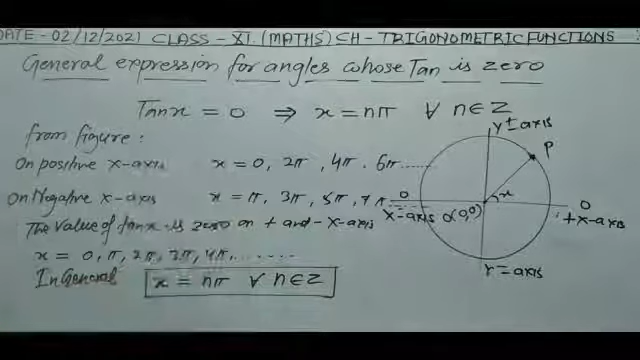 DATE - 02/12/2021 CLASS - XI. (MATHS) CH - TRIGONOMETRIC FUNCTIONS
General expression for angles whose Tan is zero
Tanx = 0 ⇒ x = nπ ∀ n∈Z
from figure:
On positive x-axis x = 0, 2π, 4π, 6π......
On Negative x-axis x = π, 3π, 5π, 7π
The value of tanx is zero on + and - x-axis
x = 0, π, 2π, 3π, 4π, ......
In General x = nπ ∀ n∈Z
Y+axis
P
x
0
0
X-axis
(0,0)
+x-axis
Y-axis